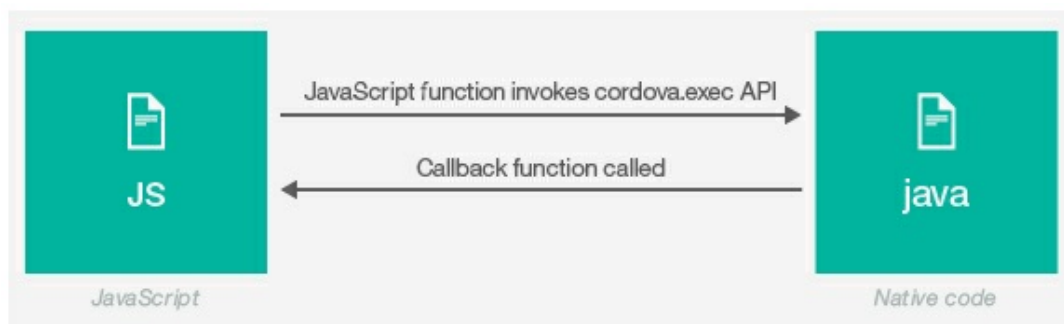 JavaScript function invokes cordova.exec API
Callback function called
JS
java
JavaScript
Native code